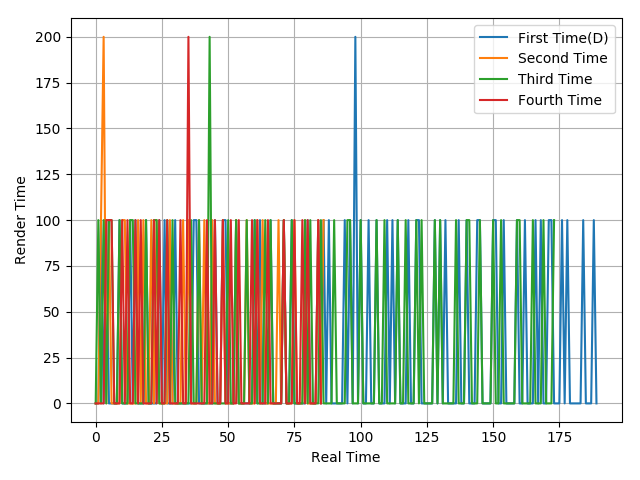 200
175
150
125
100
75
50
25
0
Render Time
0
25
50
75
100
125
150
175
Real Time
First Time(D)
Second Time
Third Time
Fourth Time